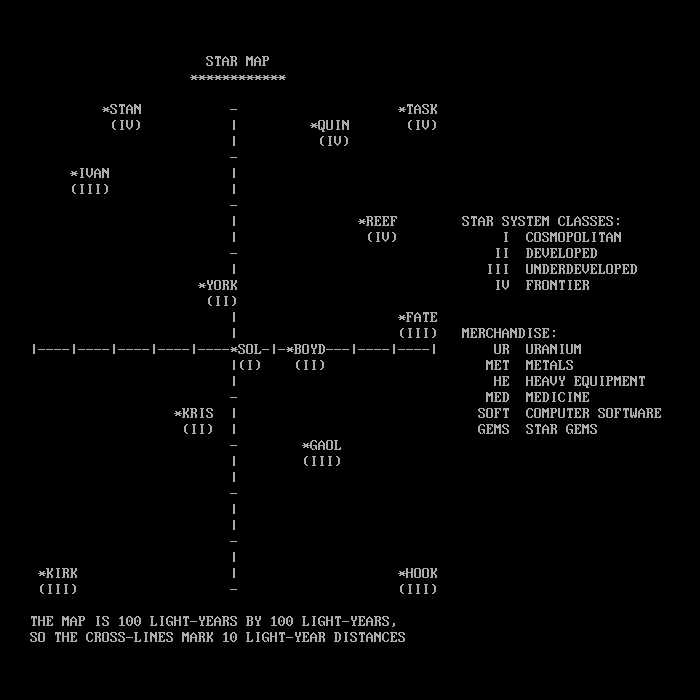 STAR MAP
************
*STAN - *TASK
(IV) | *QUIN (IV)
| (IV)
-
*IVAN |
(III) |
-
| *REEF STAR SYSTEM CLASSES:
| (IV) I COSMOPOLITAN
- II DEVELOPED
| III UNDERDEVELOPED
*YORK IV FRONTIER
(II)
| *FATE
| (III) MERCHANDISE:
|----|----|----|----|----*SOL-|-*BOYD---|----|----| UR URANIUM
|(I) (II) MET METALS
| HE HEAVY EQUIPMENT
- MED MEDICINE
*KRIS | SOFT COMPUTER SOFTWARE
(II) | GEMS STAR GEMS
- *GAOL
| (III)
|
-
|
|
-
|
*KIRK | *HOOK
(III) - (III)
THE MAP IS 100 LIGHT-YEARS BY 100 LIGHT-YEARS,
SO THE CROSS-LINES MARK 10 LIGHT-YEAR DISTANCES